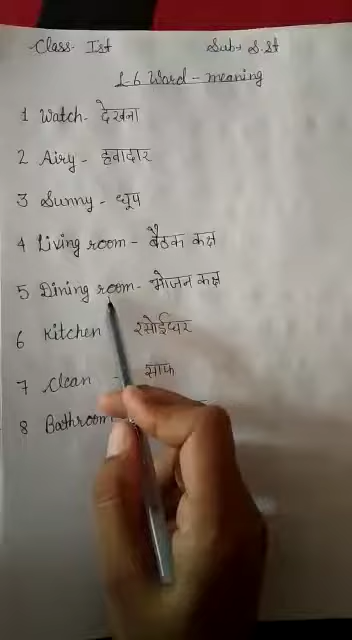 Class- Ist Sub:- S.St
L-6 Word-meaning
1 Watch- देखना
2 Airy- हवादार
3 Sunny- धूप
4 Living room- बैठक कक्ष
5 Dining room- भोजन कक्ष
6 Kitchen रसोईघर
7 Clean - साफ
8 Bathroom-